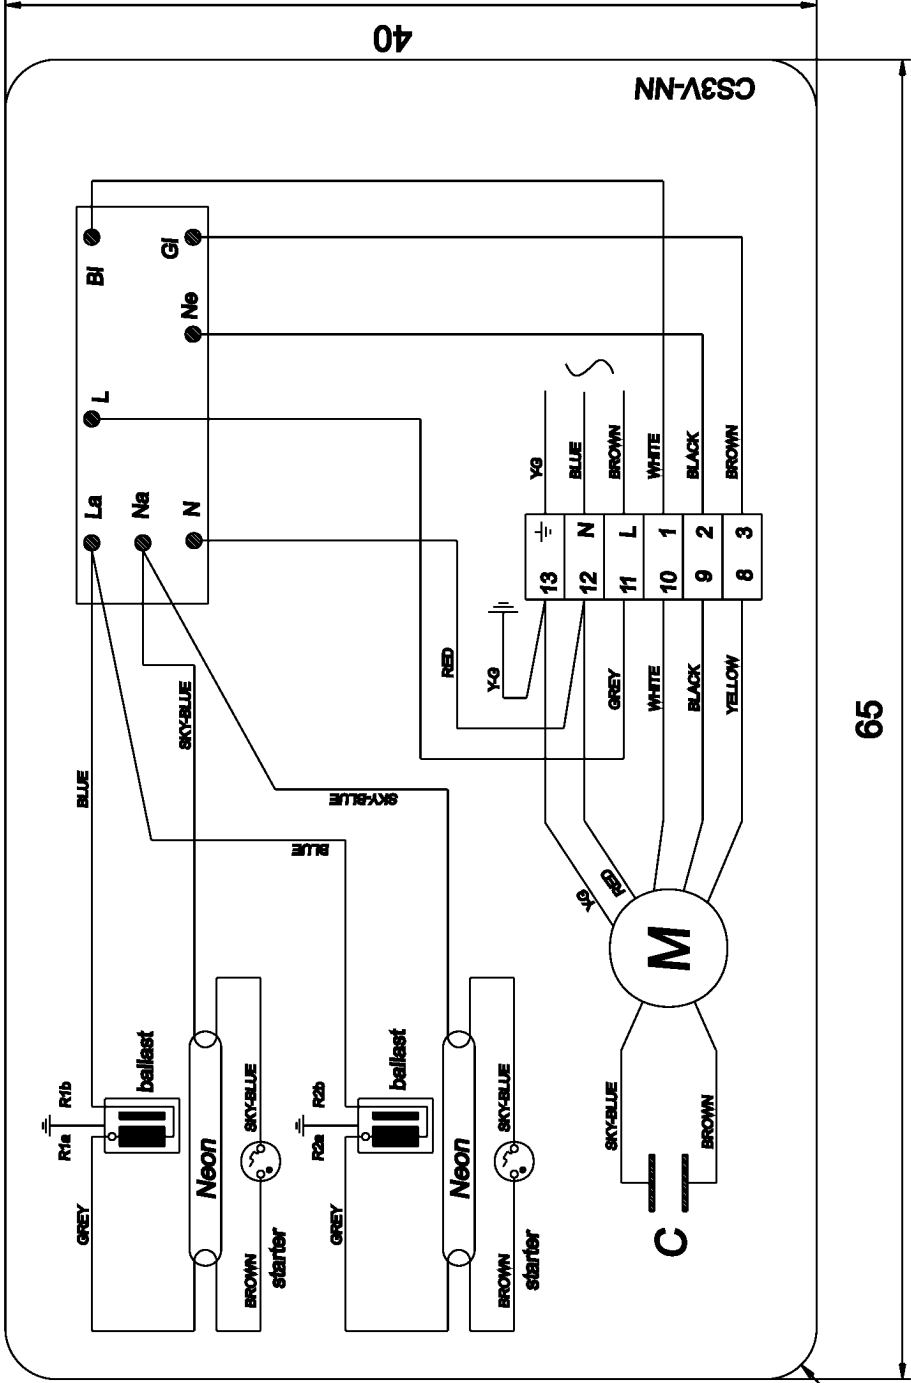 40
CS3V-NN
Bl
Gl
Ne
L
La
Na
N
Y-G
BLUE
BROWN
WHITE
BLACK
BROWN
N
L
1
2
3
13
12
11
10
9
8
RED
Y-G
GREY
WHITE
BLACK
YELLOW
SKY-BLUE
BLUE
SKY-BLUE
BLUE
65
Y-G
RED
M
R1b
R1a
ballast
GREY
Neon
SKY-BLUE
BROWN
starter
R2b
R2a
ballast
GREY
Neon
SKY-BLUE
BROWN
starter
SKY-BLUE
BROWN
C